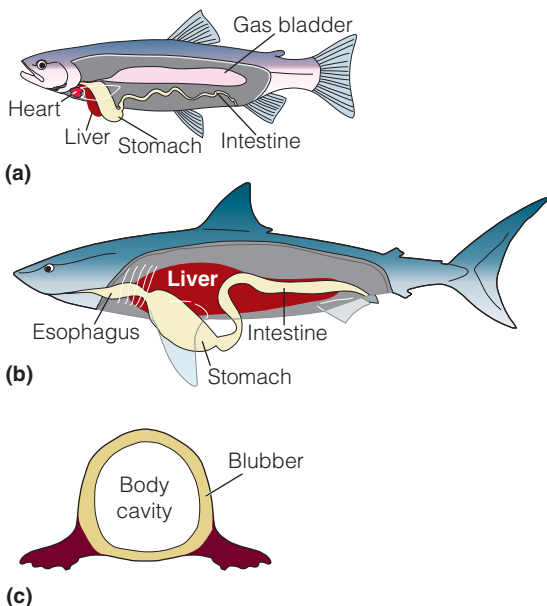 Gas bladder
Heart
Liver
Stomach
Intestine
(a)
Liver
Esophagus
Intestine
Stomach
(b)
Blubber
Body
cavity
(c)